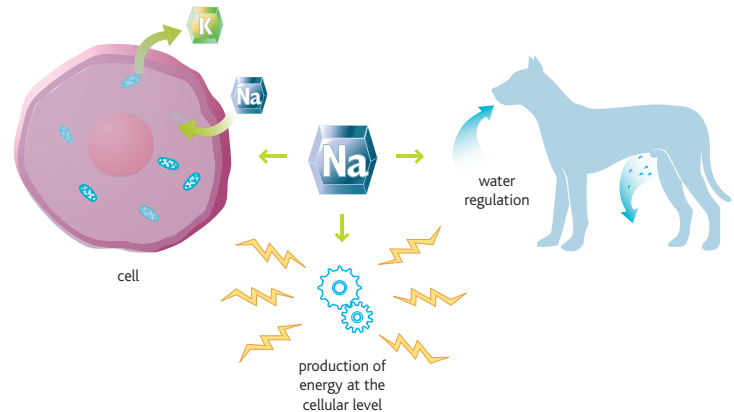 K
Na
Na
water
regulation
cell
production of
energy at the
cellular level